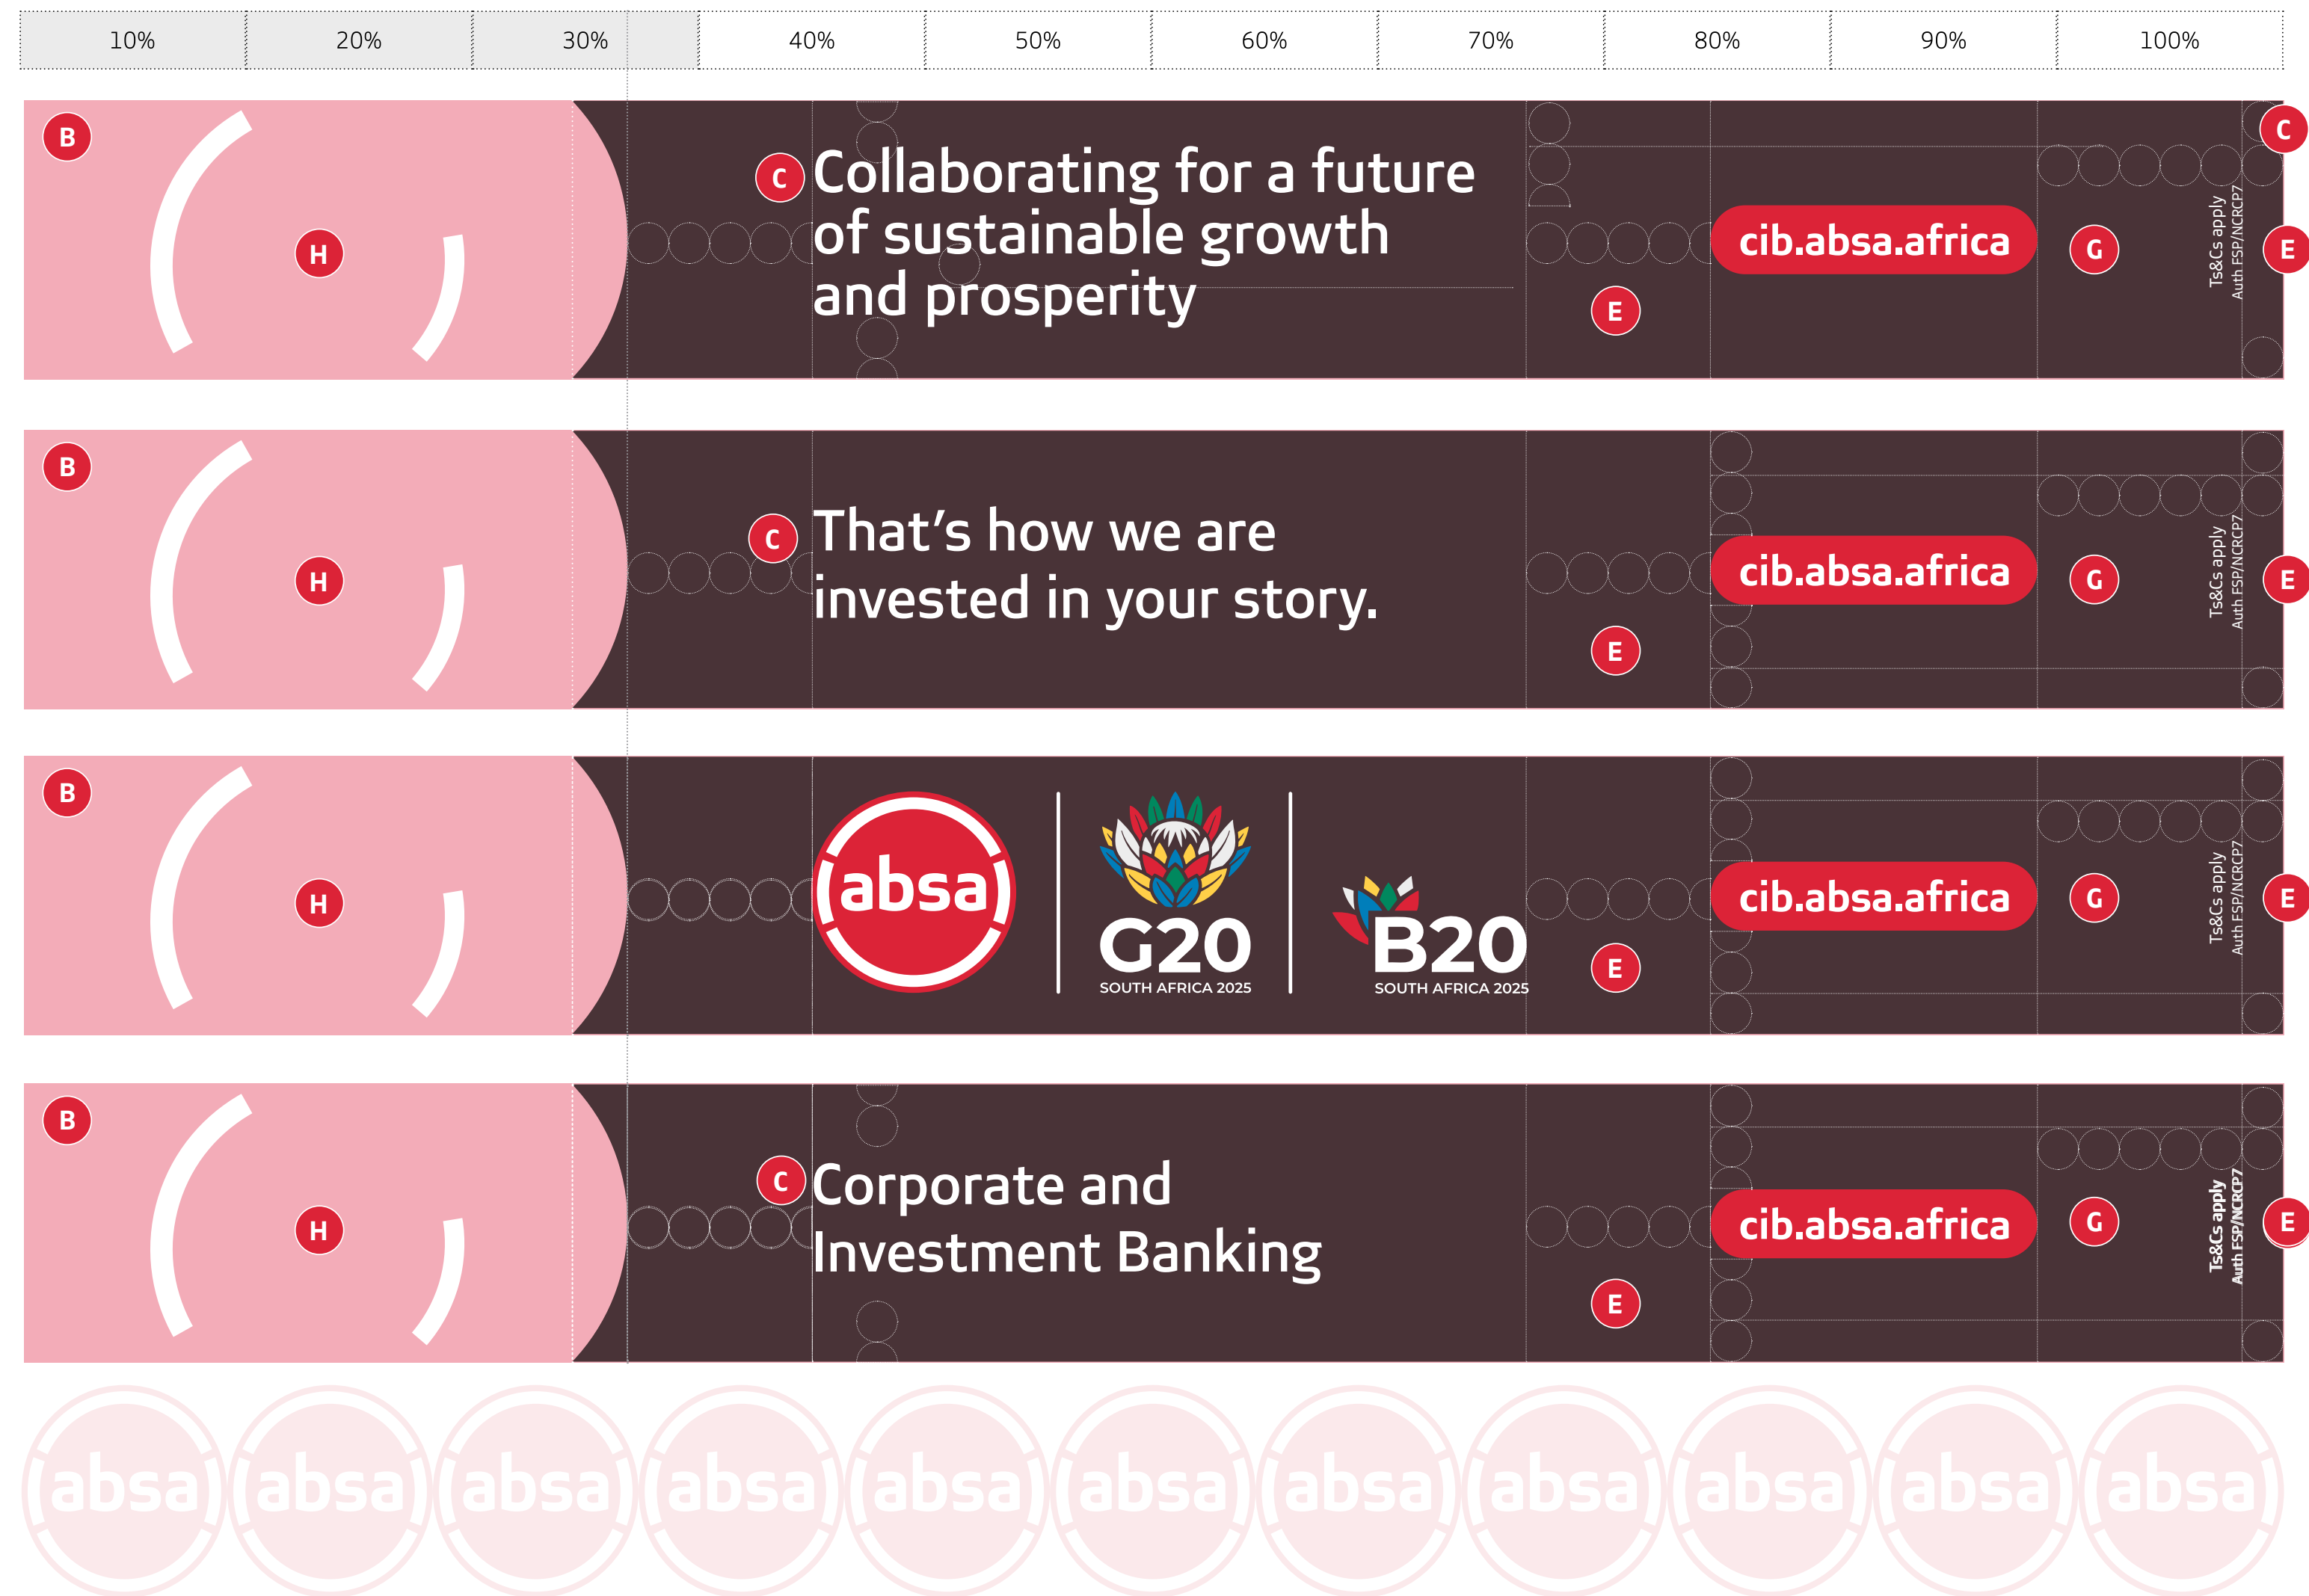 10% 20% 30% 40% 50% 60% 70% 80% 90% 100%
B
H
C
Collaborating for a future
of sustainable growth
and prosperity
E
cib.absa.africa
G
Ts&Cs apply
Auth FSP/NCRCP7
C
E
B
H
C
That’s how we are
invested in your story.
E
cib.absa.africa
G
Ts&Cs apply
Auth FSP/NCRCP7
E
B
H
absa
G20
SOUTH AFRICA 2025
B20
SOUTH AFRICA 2025
E
cib.absa.africa
G
Ts&Cs apply
Auth FSP/NCRCP7
E
B
H
C
Corporate and
Investment Banking
E
cib.absa.africa
G
Ts&Cs apply
Auth FSP/NCRCP7
E
absa absa absa absa absa absa absa absa absa absa absa